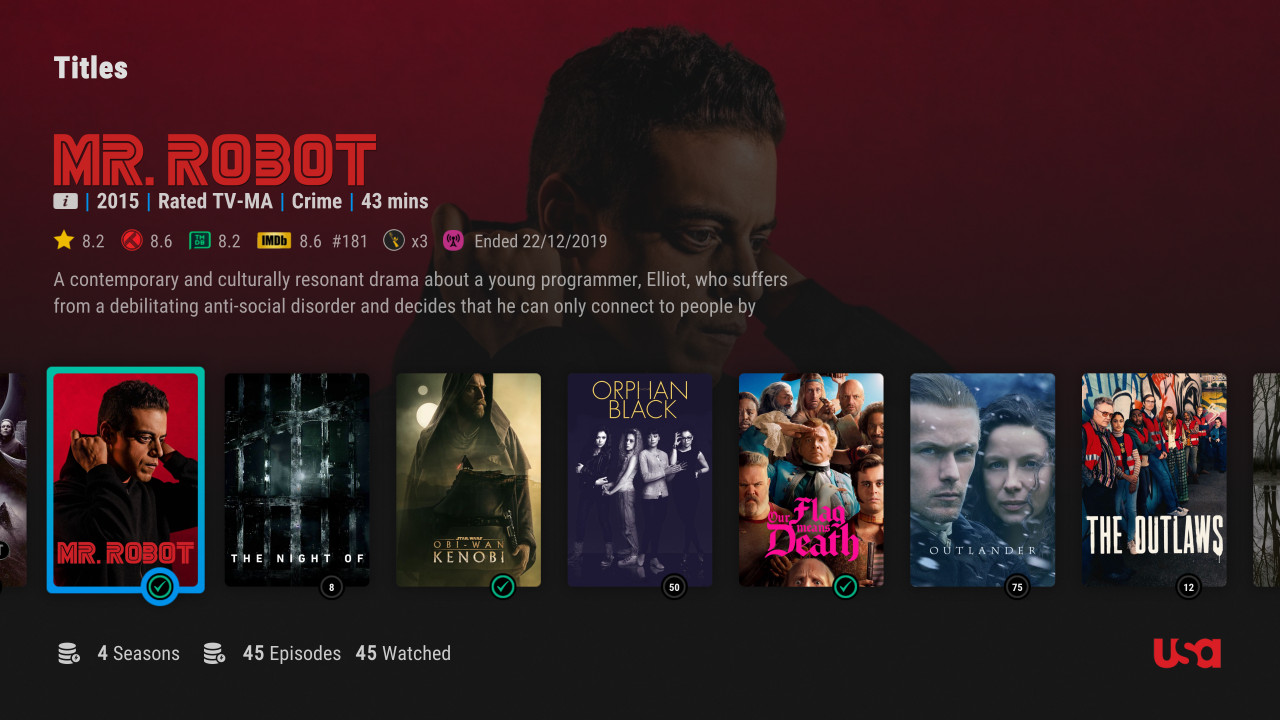 Titles
MR. ROBOT
i | 2015 | Rated TV-MA | Crime | 43 mins
8.2 8.6 TMDB 8.2 IMDb 8.6 #181 x3 Ended 22/12/2019
A contemporary and culturally resonant drama about a young programmer, Elliot, who suffers
from a debilitating anti-social disorder and decides that he can only connect to people by
MR. ROBOT
THE NIGHT OF
8
STAR WARS
OBI-WAN
KENOBI
ORPHAN
BLACK
50
Our Flag
means
Death
OUTLANDER
75
THE OUTLAWS
12
4 Seasons 45 Episodes 45 Watched
usa